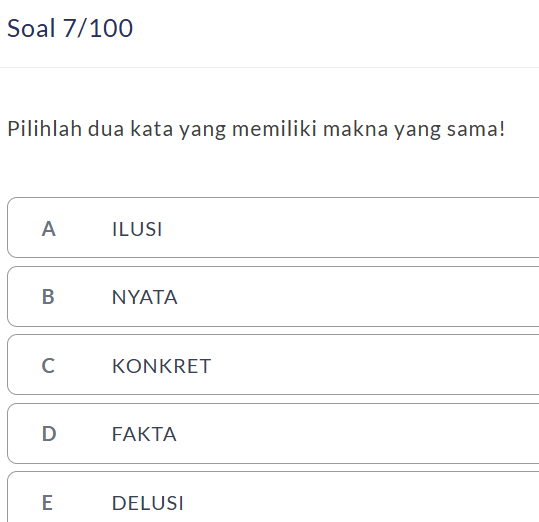 Soal 7/100
Pilihlah dua kata yang memiliki makna yang sama!
A ILUSI
B NYATA
C KONKRET
D FAKTA
E DELUSI